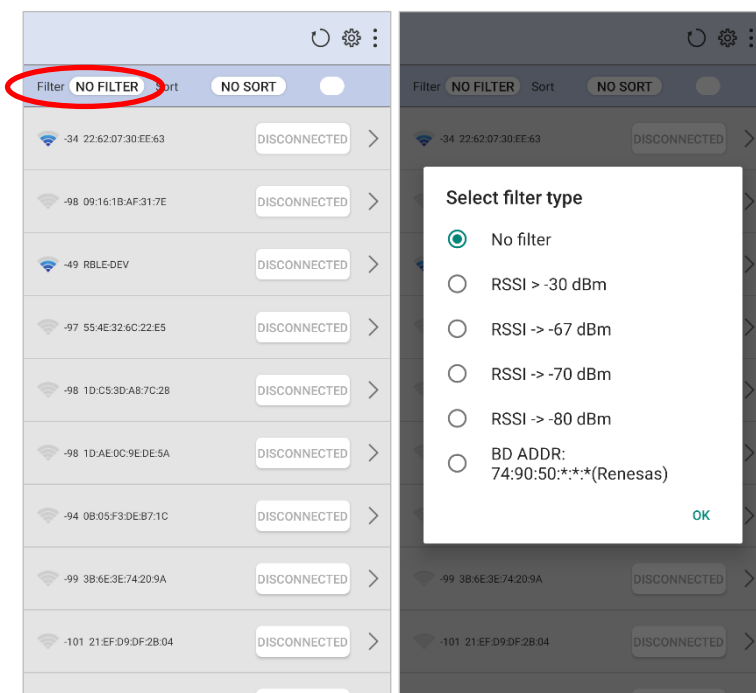 Filter NO FILTER Sort NO SORT
-34 22:62:07:30:EE:63 DISCONNECTED
-98 09:16:1B:AF:31:7E DISCONNECTED
-49 RBLE-DEV DISCONNECTED
-97 55:4E:32:6C:22:E5 DISCONNECTED
-98 1D:C5:3D:A8:7C:28 DISCONNECTED
-98 1D:AE:0C:9E:DE:5A DISCONNECTED
-94 0B:05:F3:DE:B7:1C DISCONNECTED
-99 3B:6E:3E:74:20:9A DISCONNECTED
-101 21:EF:D9:DF:2B:04 DISCONNECTED
Filter NO FILTER Sort NO SORT
-34 22:62:07:30:EE:63 DISCONNECTED
Select filter type
No filter
RSSI > -30 dBm
RSSI -> -67 dBm
RSSI -> -70 dBm
RSSI -> -80 dBm
BD ADDR:
74:90:50:*:*:*(Renesas)
OK
-99 3B:6E:3E:74:20:9A DISCONNECTED
-101 21:EF:D9:DF:2B:04 DISCONNECTED